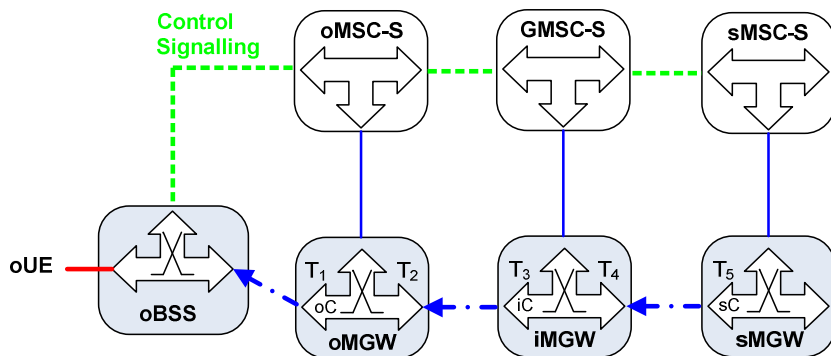 Control
Signalling
oMSC-S
GMSC-S
sMSC-S
oUE
oBSS
T1
T2
oC
oMGW
T3
T4
iC
iMGW
T5
sC
sMGW